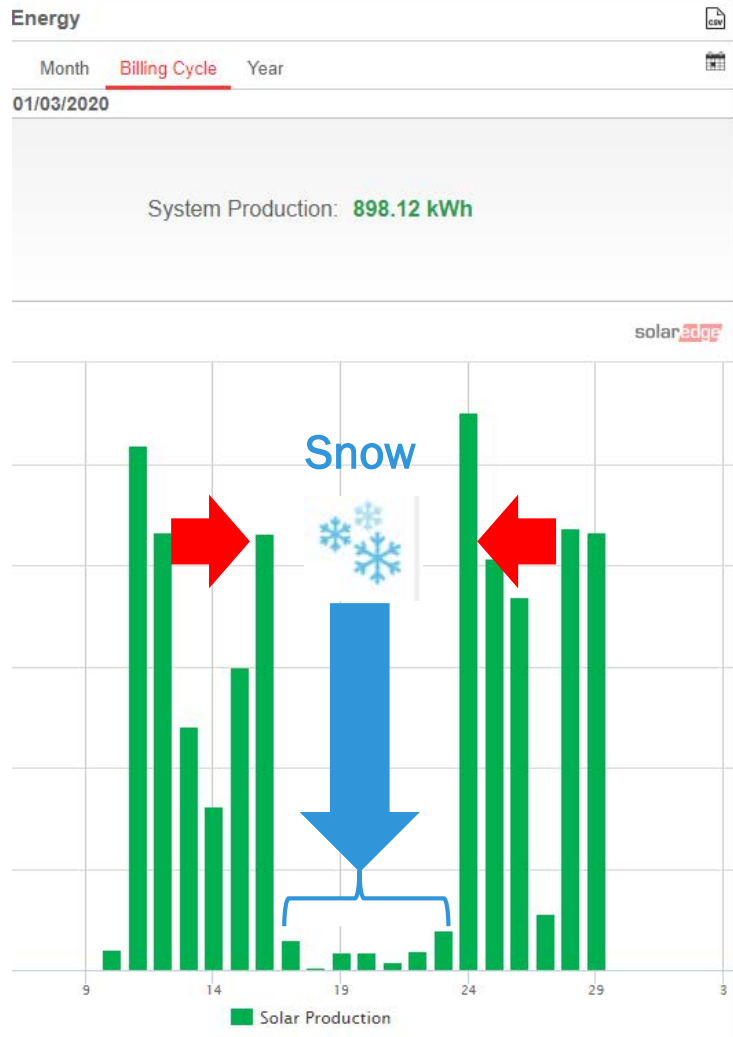 Energy
CSV
Month Billing Cycle Year
01/03/2020
System Production: 898.12 kWh
solaredge
Snow
9 14 19 24 29 3
Solar Production